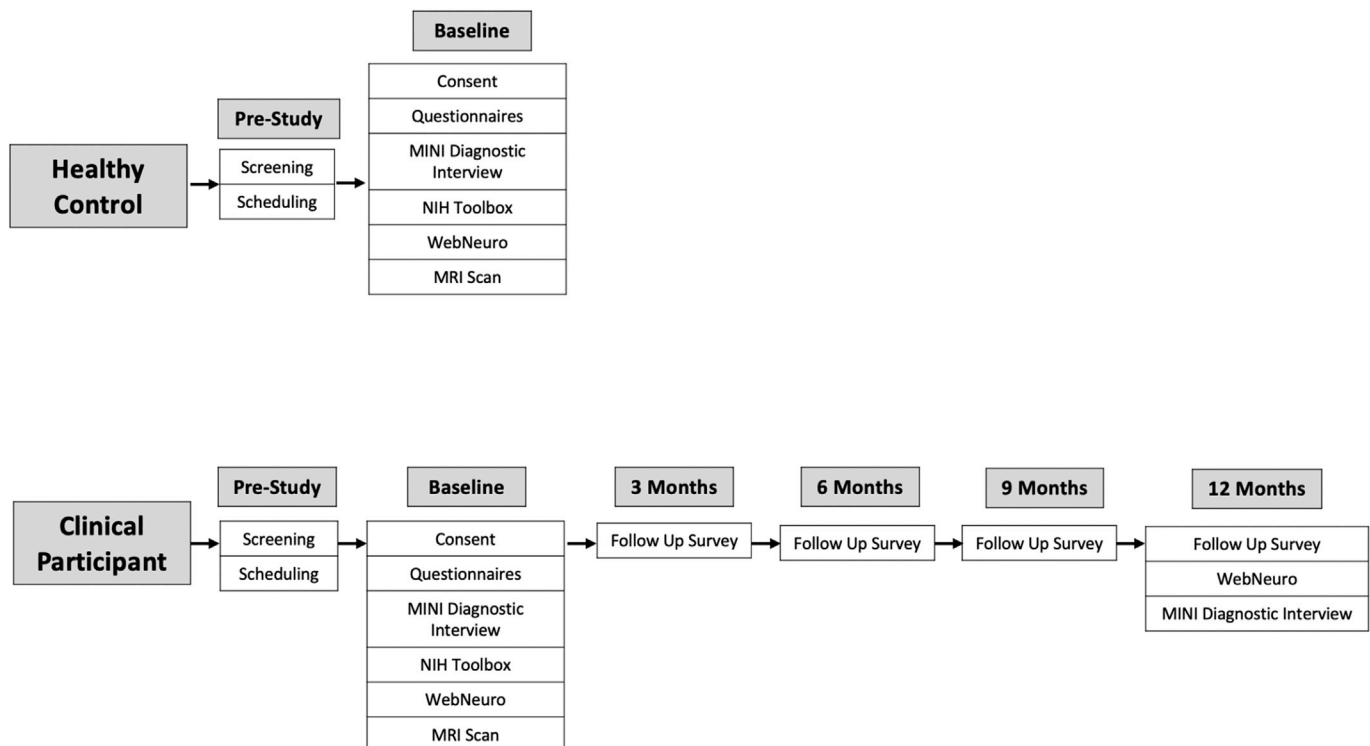 Baseline
Consent
Questionnaires
MINI Diagnostic
Interview
NIH Toolbox
WebNeuro
MRI Scan
Pre-Study
Screening
Scheduling
Healthy
Control
Clinical
Participant
Pre-Study
Screening
Scheduling
Baseline
Consent
Questionnaires
MINI Diagnostic
Interview
NIH Toolbox
WebNeuro
MRI Scan
3 Months
Follow Up Survey
6 Months
Follow Up Survey
9 Months
Follow Up Survey
12 Months
Follow Up Survey
WebNeuro
MINI Diagnostic Interview